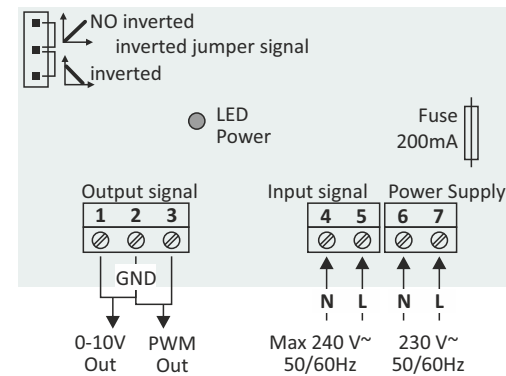 NO inverted
inverted jumper signal
inverted
LED
Power
Fuse
200mA
Output signal
Input signal
Power Supply
1 2 3
4 5
6 7
GND
N L N L
0-10V
Out
PWM
Out
Max 240 V~
50/60Hz
230 V~
50/60Hz